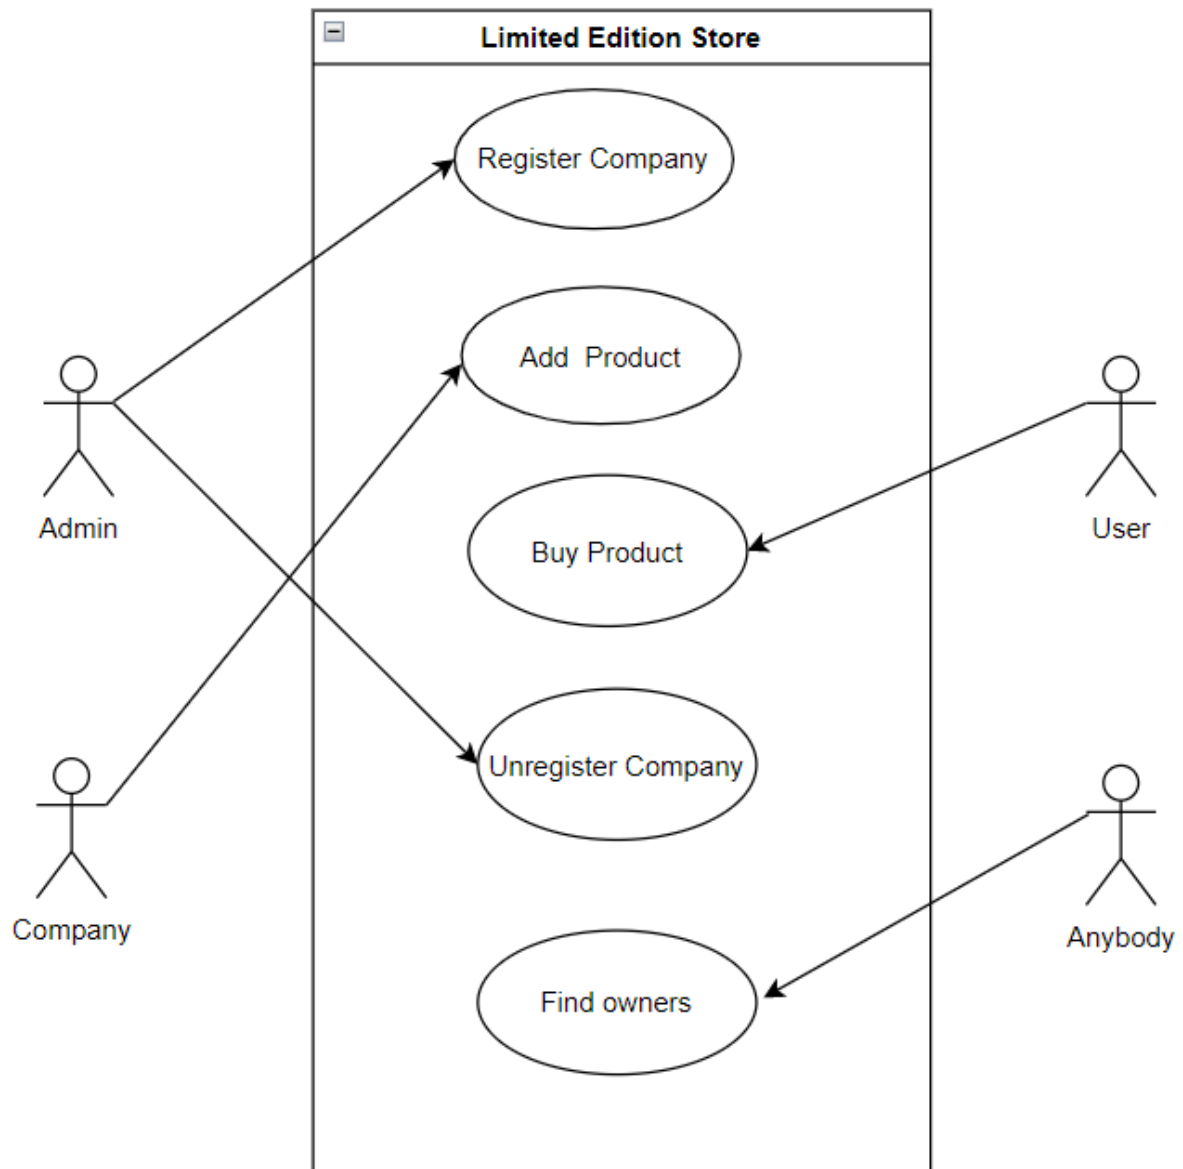 Limited Edition Store
Register Company
Add  Product
Admin
User
Buy Product
Unregister Company
Company
Anybody
Find owners